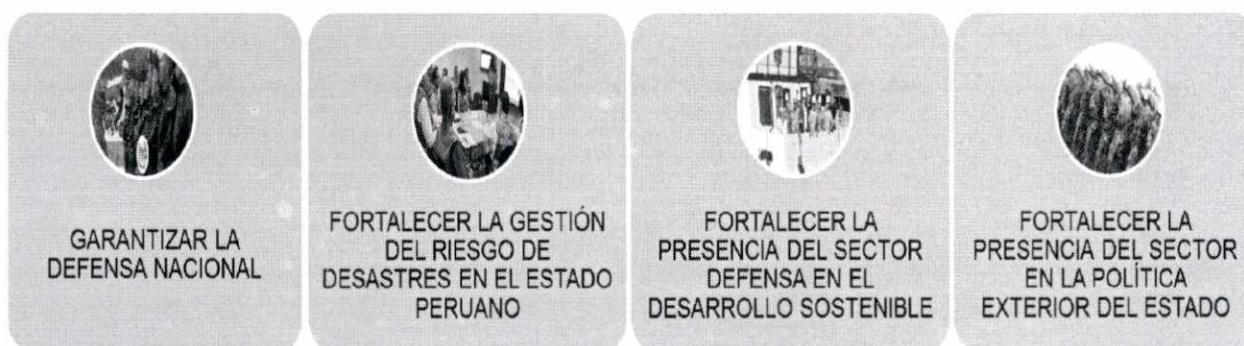 GARANTIZAR LA
DEFENSA NACIONAL
FORTALECER LA GESTIÓN
DEL RIESGO DE
DESASTRES EN EL ESTADO
PERUANO
FORTALECER LA
PRESENCIA DEL SECTOR
DEFENSA EN EL
DESARROLLO SOSTENIBLE
FORTALECER LA
PRESENCIA DEL SECTOR
EN LA POLÍTICA
EXTERIOR DEL ESTADO